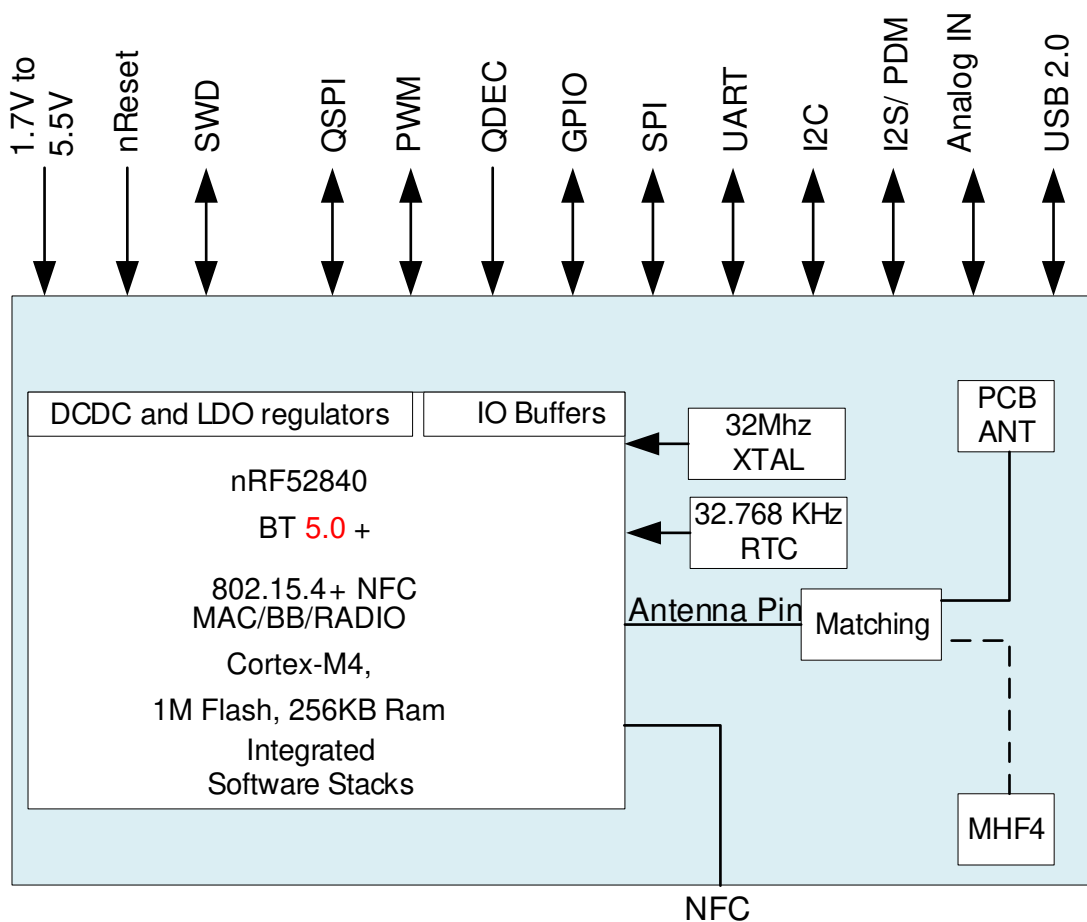 1.7V to
5.5V
nReset
SWD
QSPI
PWM
QDEC
GPIO
SPI
UART
I2C
I2S/ PDM
Analog IN
USB 2.0
DCDC and LDO regulators
IO Buffers
nRF52840
BT 5.0 +
802.15.4+ NFC
MAC/BB/RADIO
Cortex-M4,
1M Flash, 256KB Ram
Integrated
Software Stacks
32Mhz
XTAL
32.768 KHz
RTC
Antenna Pin
Matching
PCB
ANT
MHF4
NFC